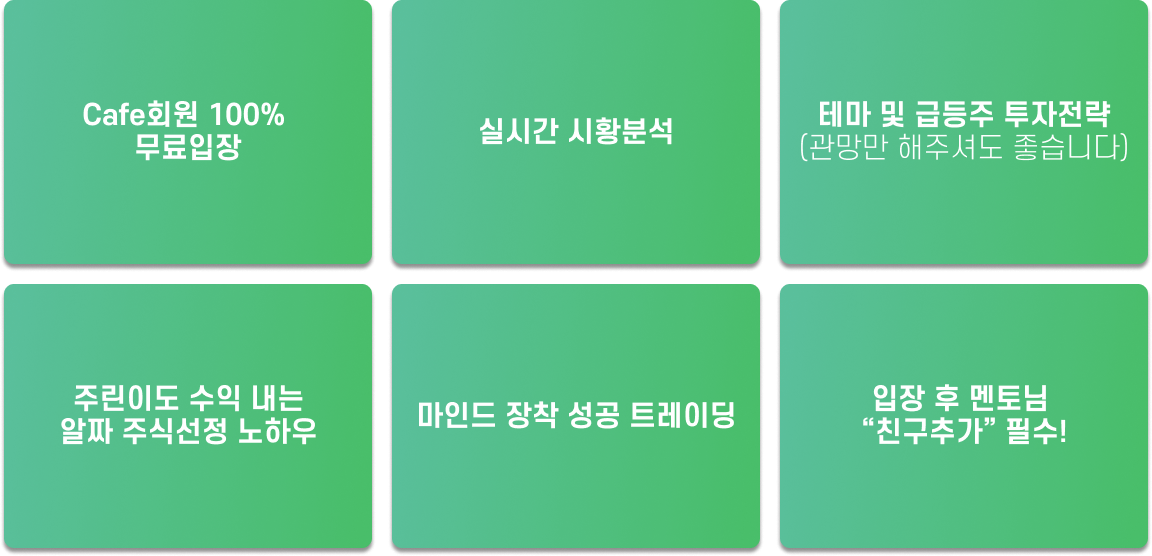 Cafe회원 100%
무료입장
실시간 시황분석
테마 및 급등주 투자전략
(관망만 해주셔도 좋습니다)
주린이도 수익 내는
알짜 주식선정 노하우
마인드 장착 성공 트레이딩
입장 후 멘토님
“친구추가” 필수!